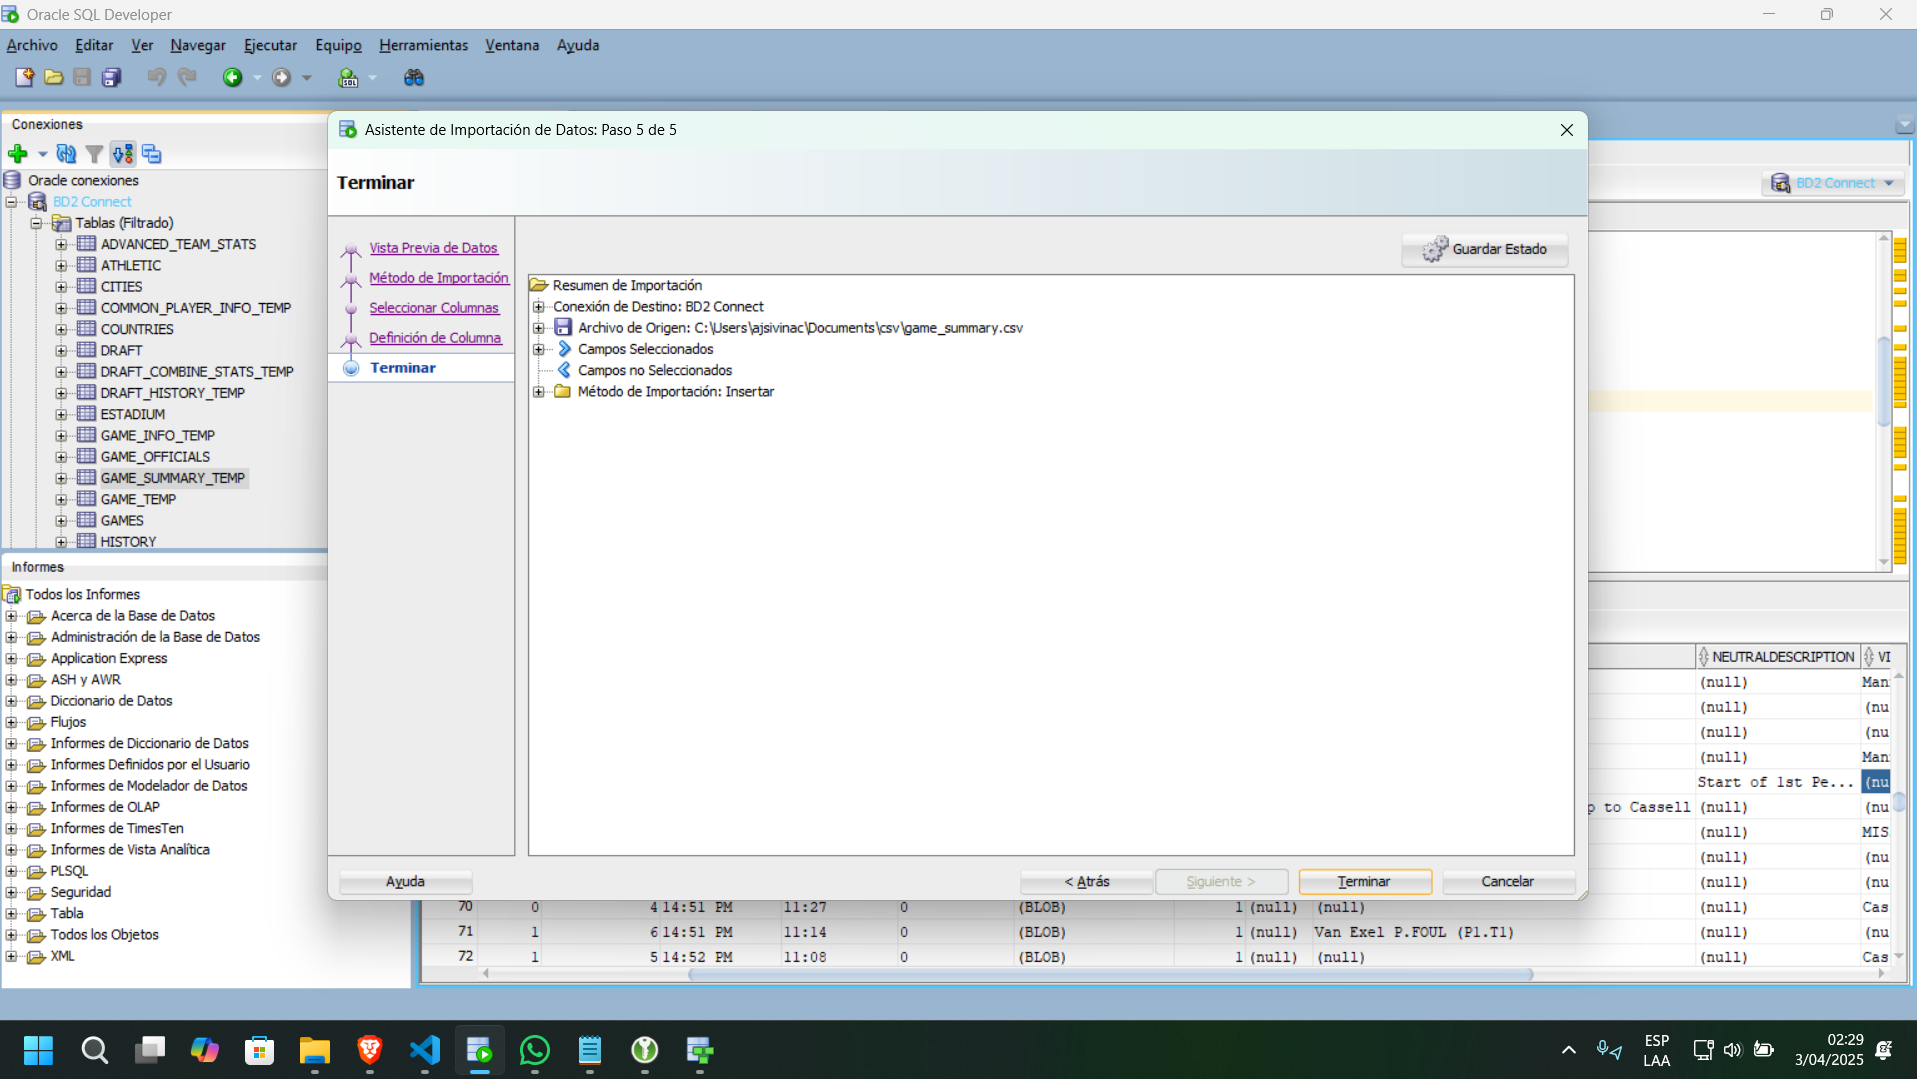 Oracle SQL Developer
Archivo Editar Ver Navegar Ejecutar Equipo Herramientas Ventana Ayuda
Conexiones
Oracle conexiones
BD2 Connect
Tablas (Filtrado)
ADVANCED_TEAM_STATS
ATHLETIC
CITIES
COMMON_PLAYER_INFO_TEMP
COUNTRIES
DRAFT
DRAFT_COMBINE_STATS_TEMP
DRAFT_HISTORY_TEMP
ESTADIUM
GAME_INFO_TEMP
GAME_OFFICIALS
GAME_SUMMARY_TEMP
GAME_TEMP
GAMES
HISTORY
Informes
Todos los Informes
Acerca de la Base de Datos
Administración de la Base de Datos
Application Express
ASH y AWR
Diccionario de Datos
Flujos
Informes de Diccionario de Datos
Informes Definidos por el Usuario
Informes de Modelador de Datos
Informes de OLAP
Informes de TimesTen
Informes de Vista Analítica
PLSQL
Seguridad
Tabla
Todos los Objetos
XML
Asistente de Importación de Datos: Paso 5 de 5
Terminar
Vista Previa de Datos
Método de Importación
Seleccionar Columnas
Definición de Columna
Terminar
Guardar Estado
Resumen de Importación
Conexión de Destino: BD2 Connect
Archivo de Origen: C:\Users\ajsivinac\Documents\csv\game_summary.csv
Campos Seleccionados
Campos no Seleccionados
Método de Importación: Insertar
Ayuda
< Atrás
Siguiente >
Terminar
Cancelar
BD2 Connect
NEUTRALDESCRIPTION VI
(null) Man
(null) (nu
(null) (nu
(null) Man
Start of 1st Pe... (nu
p to Cassell (null) (nu
(null) MIS
(null) (nu
(null) (nu
70 0 4 14:51 PM 11:27 0 (BLOB) 1 (null) (null) (null) Cas
71 1 6 14:51 PM 11:14 0 (BLOB) 1 (null) Van Exel P.FOUL (P1.T1) (null) (nu
72 1 5 14:52 PM 11:08 0 (BLOB) 1 (null) (null) (null) Cas
SQL
ESP
LAA
02:29
3/04/2025